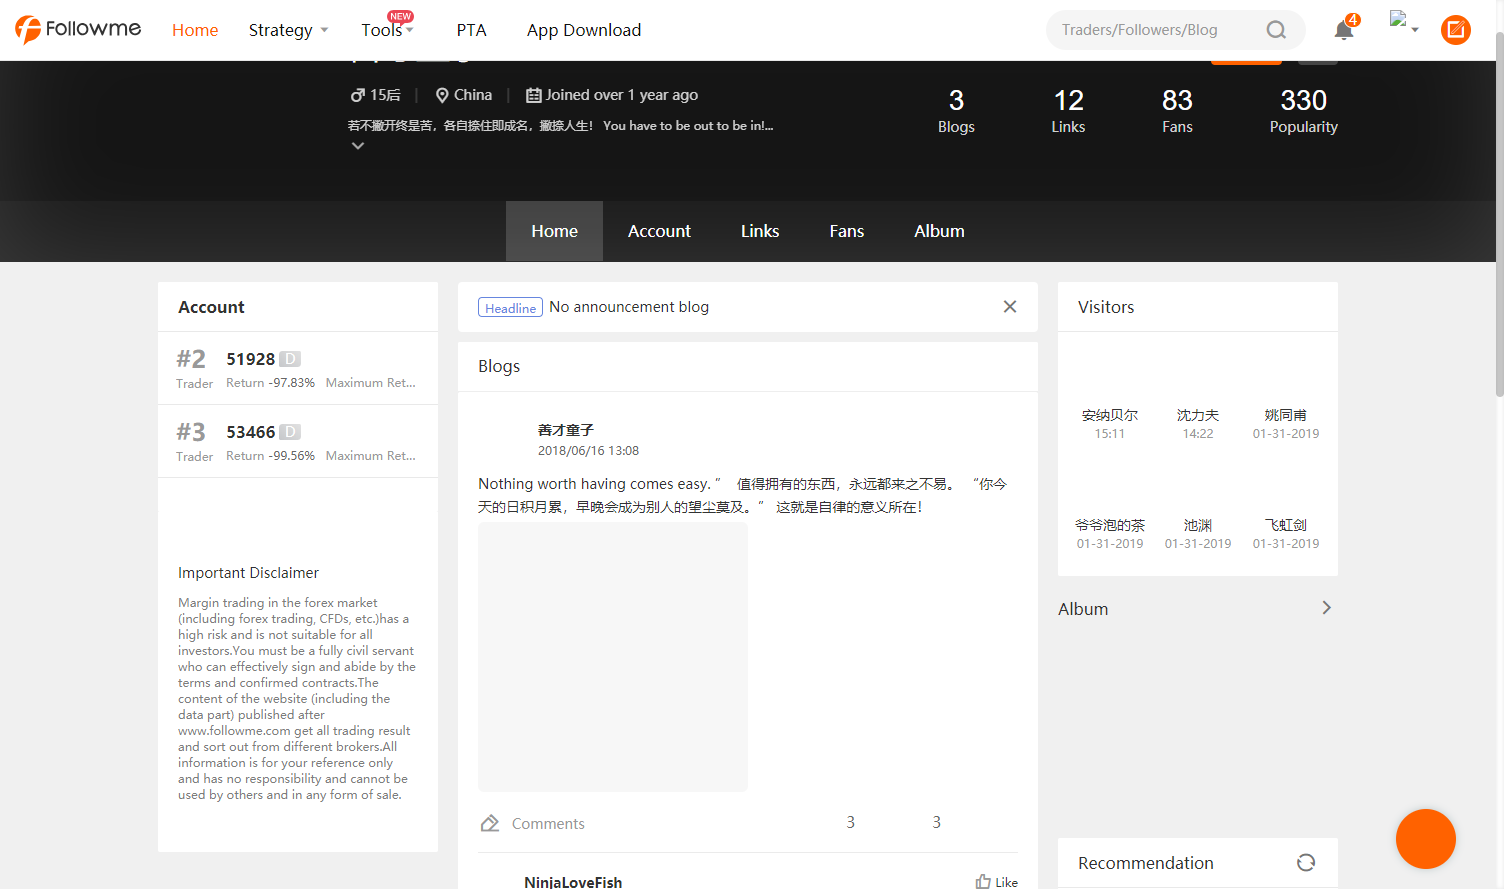 Followme Home Strategy Tools NEW PTA App Download Traders/Followers/Blog 4
15后 China Joined over 1 year ago
若不撇开终是苦，各自捺住即成名，撇捺人生！ You have to be out to be in!...
3 12 83 330
Blogs Links Fans Popularity
Home Account Links Fans Album
Account
#2 51928 D
Trader Return -97.83% Maximum Ret...
#3 53466 D
Trader Return -99.56% Maximum Ret...
Important Disclaimer
Margin trading in the forex market
(including forex trading, CFDs, etc.)has a
high risk and is not suitable for all
investors.You must be a fully civil servant
who can effectively sign and abide by the
terms and confirmed contracts.The
content of the website (including the
data part) published after
www.followme.com get all trading result
and sort out from different brokers.All
information is for your reference only
and has no responsibility and cannot be
used by others and in any form of sale.
Headline No announcement blog
Blogs
善才童子
2018/06/16 13:08
Nothing worth having comes easy. ” 值得拥有的东西，永远都来之不易。 “你今
天的日积月累，早晚会成为别人的望尘莫及。” 这就是自律的意义所在！
Comments 3 3
NinjaLoveFish Like
Visitors
安纳贝尔 沈力夫 姚同甫
15:11 14:22 01-31-2019
爷爷泡的茶 池渊 飞虹剑
01-31-2019 01-31-2019 01-31-2019
Album
Recommendation